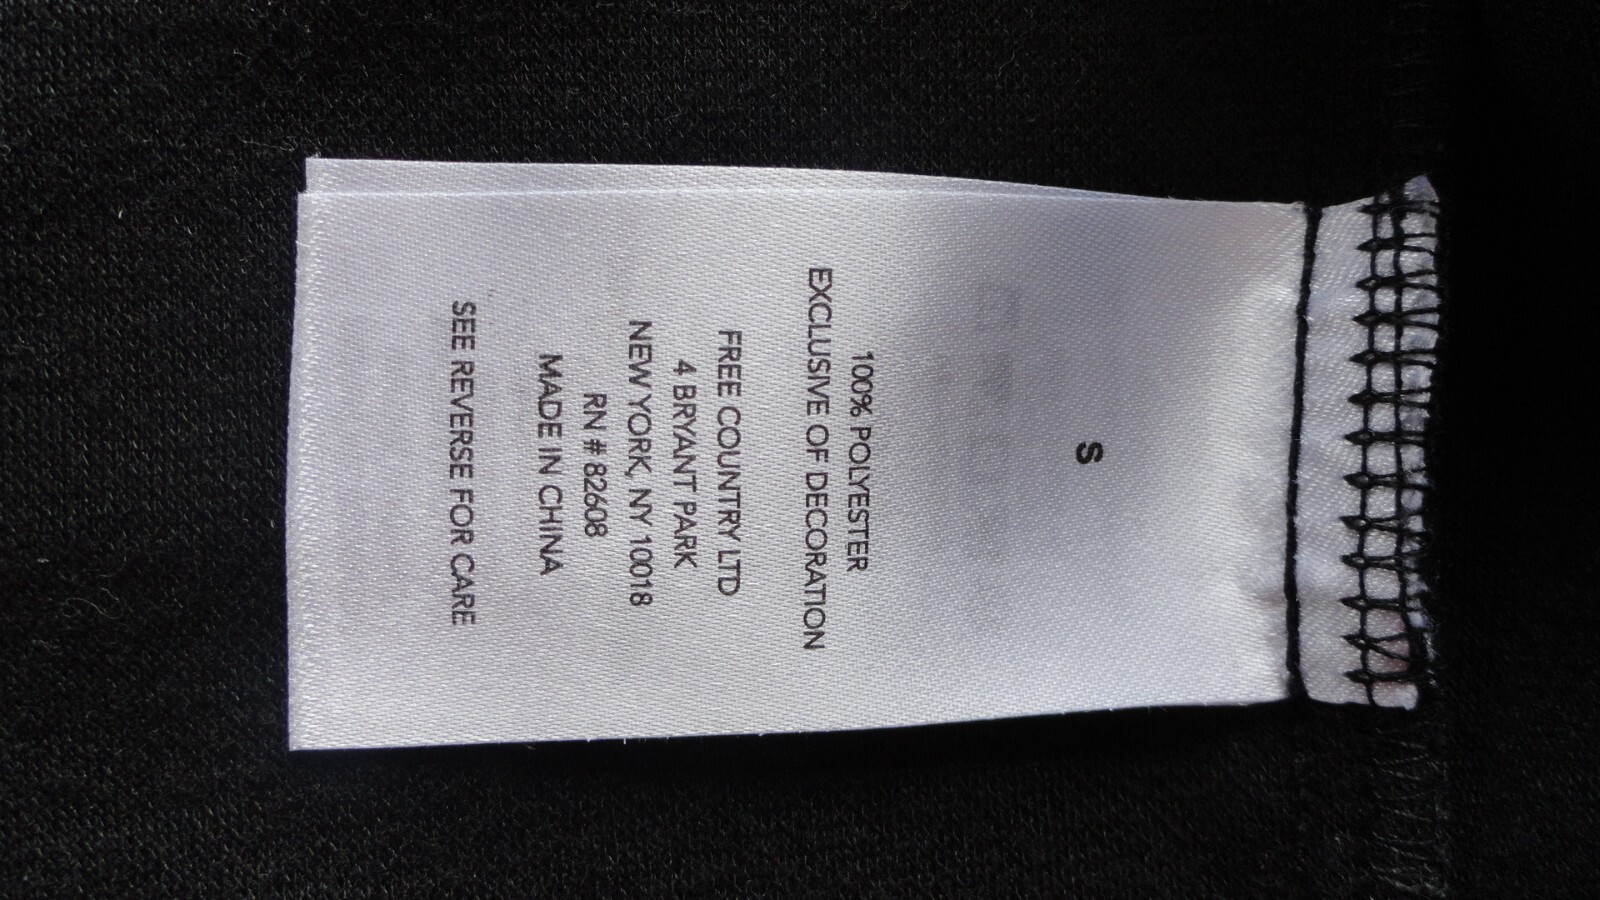 S
100% POLYESTER
EXCLUSIVE OF DECORATION
FREE COUNTRY LTD
4 BRYANT PARK
NEW YORK, NY 10018
RN # 82608
MADE IN CHINA
SEE REVERSE FOR CARE